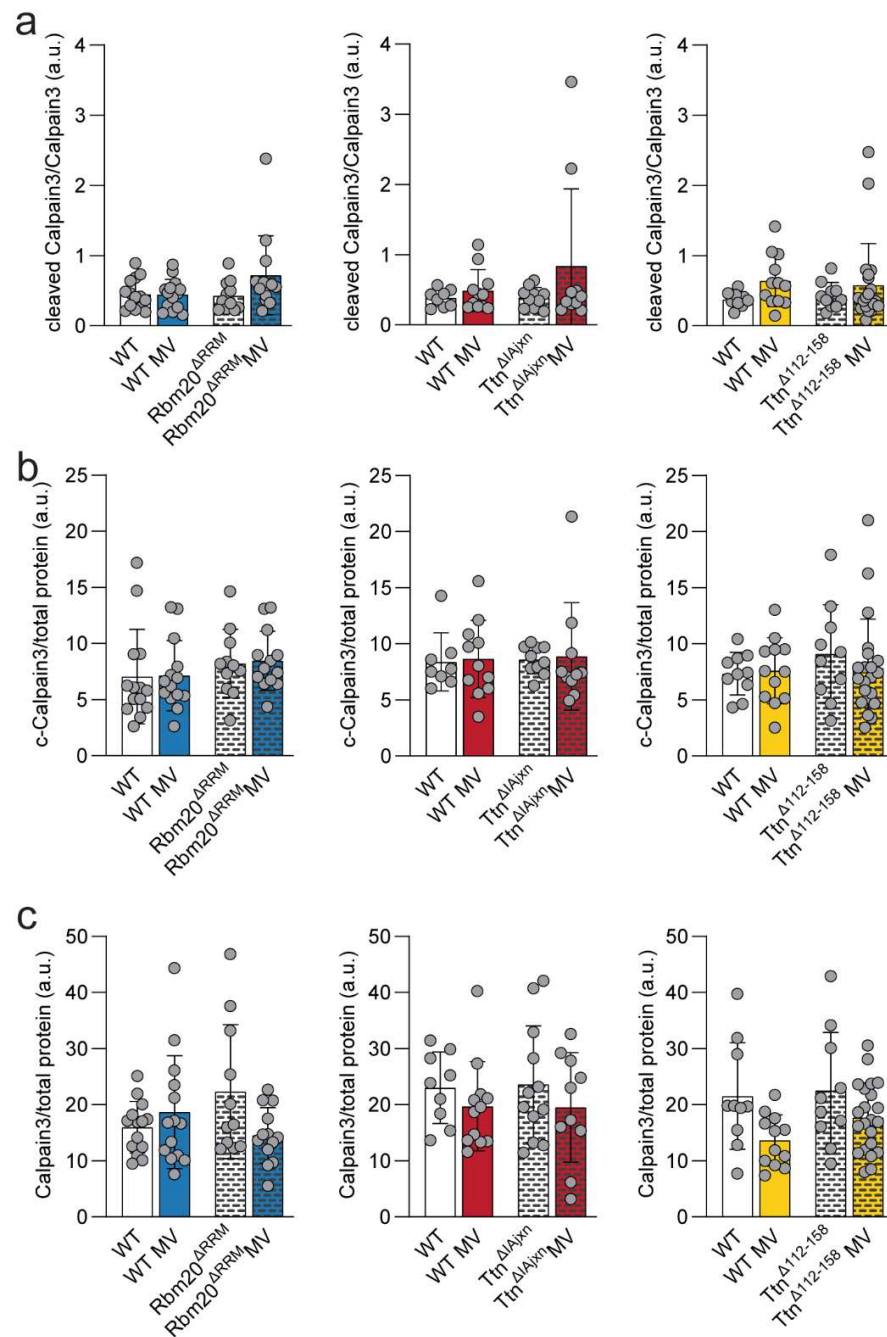 a
cleaved Calpain3/Calpain3 (a.u.)
4
3
2
1
0
WT
WT MV
Rbm20ΔRRM
Rbm20ΔRRM MV
cleaved Calpain3/Calpain3 (a.u.)
4
3
2
1
0
WT
WT MV
TtnΔIAjxn
TtnΔIAjxn MV
cleaved Calpain3/Calpain3 (a.u.)
4
3
2
1
0
WT
WT MV
TtnΔ112-158
TtnΔ112-158 MV
b
c-Calpain3/total protein (a.u.)
25
20
15
10
5
0
WT
WT MV
Rbm20ΔRRM
Rbm20ΔRRM MV
c-Calpain3/total protein (a.u.)
25
20
15
10
5
0
WT
WT MV
TtnΔIAjxn
TtnΔIAjxn MV
c-Calpain3/total protein (a.u.)
25
20
15
10
5
0
WT
WT MV
TtnΔ112-158
TtnΔ112-158 MV
c
Calpain3/total protein (a.u.)
50
40
30
20
10
0
WT
WT MV
Rbm20ΔRRM
Rbm20ΔRRM MV
Calpain3/total protein (a.u.)
50
40
30
20
10
0
WT
WT MV
TtnΔIAjxn
TtnΔIAjxn MV
Calpain3/total protein (a.u.)
50
40
30
20
10
0
WT
WT MV
TtnΔ112-158
TtnΔ112-158 MV